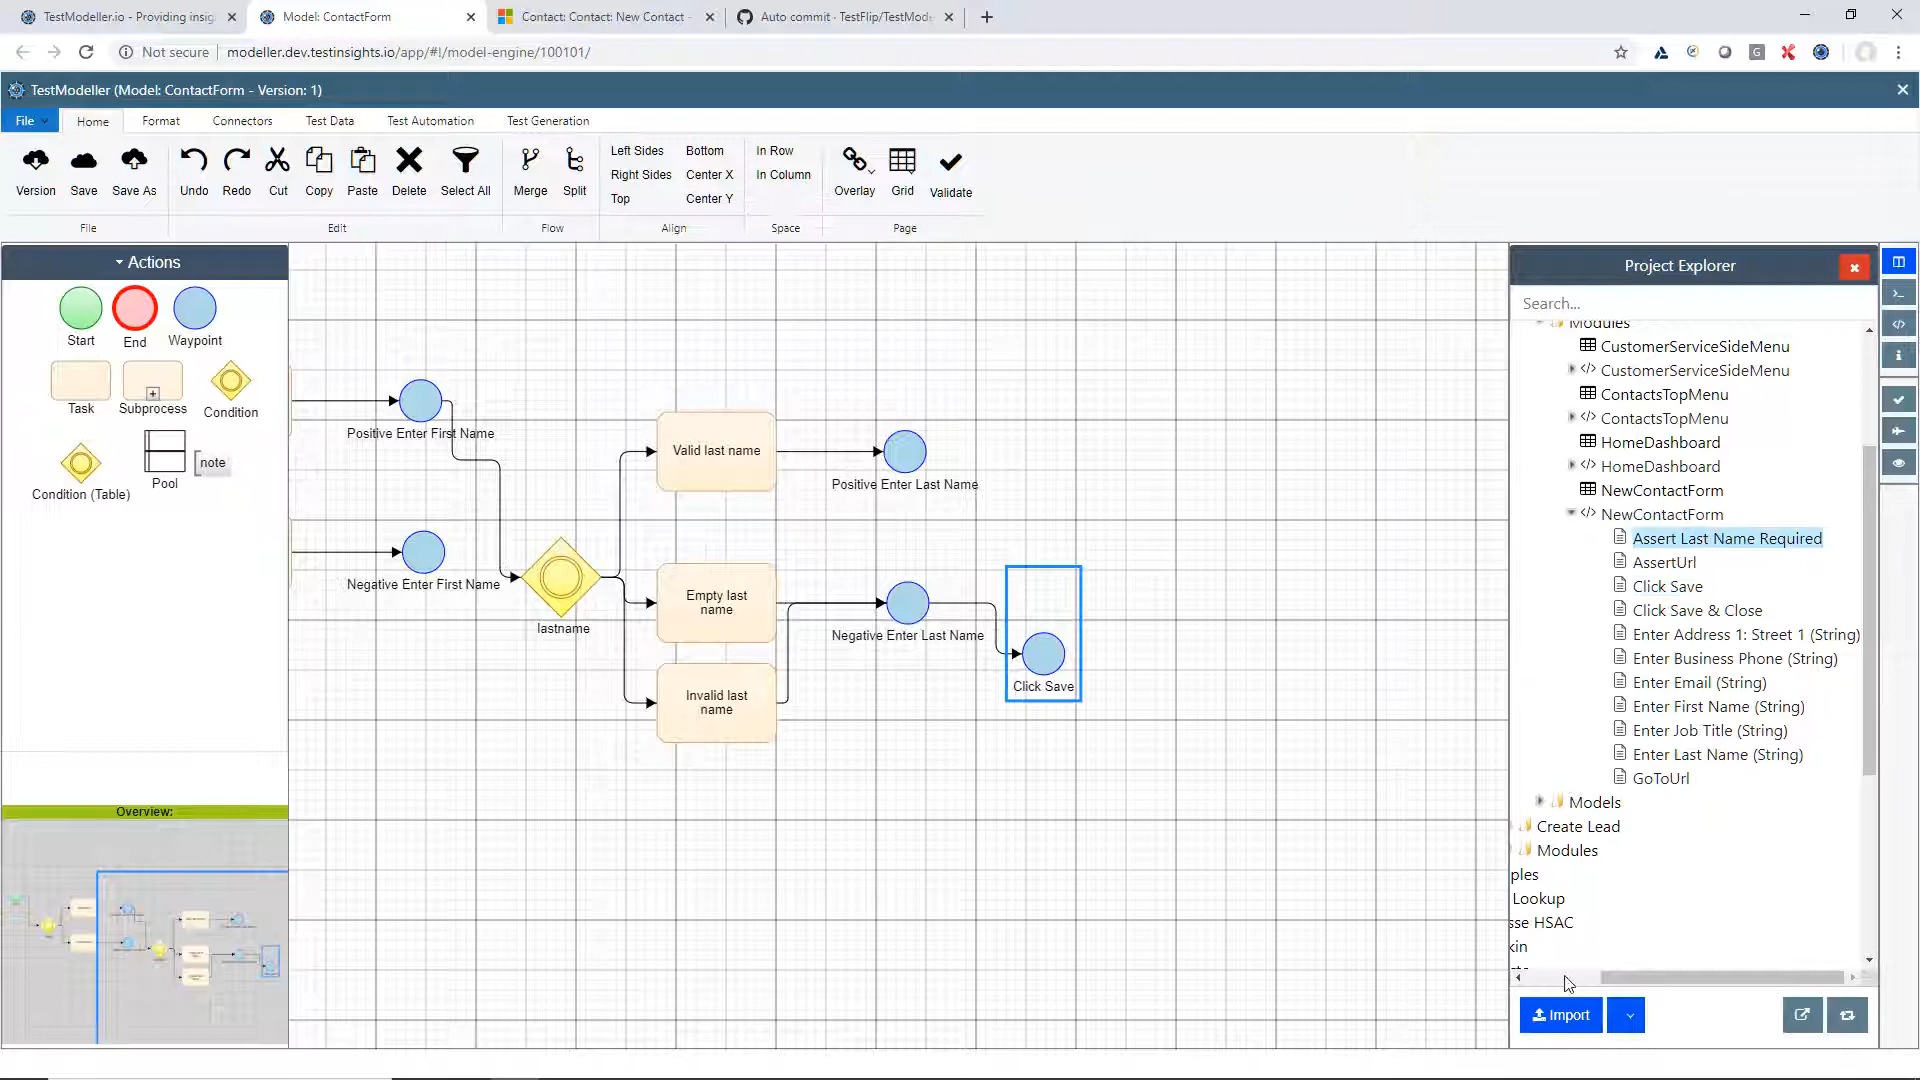 TestModeller.io - Providing insig
Model: ContactForm
Contact: Contact: New Contact -
Auto commit · TestFlip/TestMode
Not secure
modeller.dev.testinsights.io/app/#!/model-engine/100101/
G
TestModeller (Model: ContactForm - Version: 1)
File
Home
Format
Connectors
Test Data
Test Automation
Test Generation
Version
Save
Save As
Undo
Redo
Cut
Copy
Paste
Delete
Select All
Merge
Split
Left Sides
Bottom
Right Sides
Center X
Top
Center Y
In Row
In Column
Overlay
Grid
Validate
File
Edit
Flow
Align
Space
Page
Actions
Start
End
Waypoint
Task
Subprocess
Condition
Condition (Table)
Pool
note
Overview:
Positive Enter First Name
Negative Enter First Name
lastname
Valid last name
Empty last
name
Invalid last
name
Positive Enter Last Name
Negative Enter Last Name
Click Save
Project Explorer
Search...
Modules
CustomerServiceSideMenu
CustomerServiceSideMenu
ContactsTopMenu
ContactsTopMenu
HomeDashboard
HomeDashboard
NewContactForm
NewContactForm
Assert Last Name Required
AssertUrl
Click Save
Click Save & Close
Enter Address 1: Street 1 (String)
Enter Business Phone (String)
Enter Email (String)
Enter First Name (String)
Enter Job Title (String)
Enter Last Name (String)
GoToUrl
Models
Create Lead
Modules
ples
Lookup
sse HSAC
kin
Import